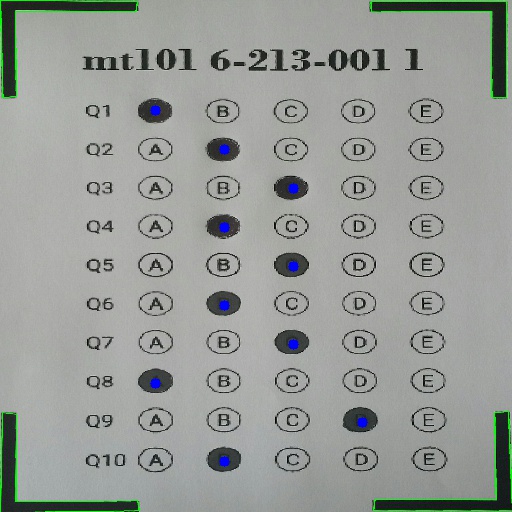 mt101 6-213-001 1
Q1 B C D E
Q2 A C D E
Q3 A B D E
Q4 A C D E
Q5 A B D E
Q6 A C D E
Q7 A B D E
Q8 B C D E
Q9 A B C E
Q10 A C D E